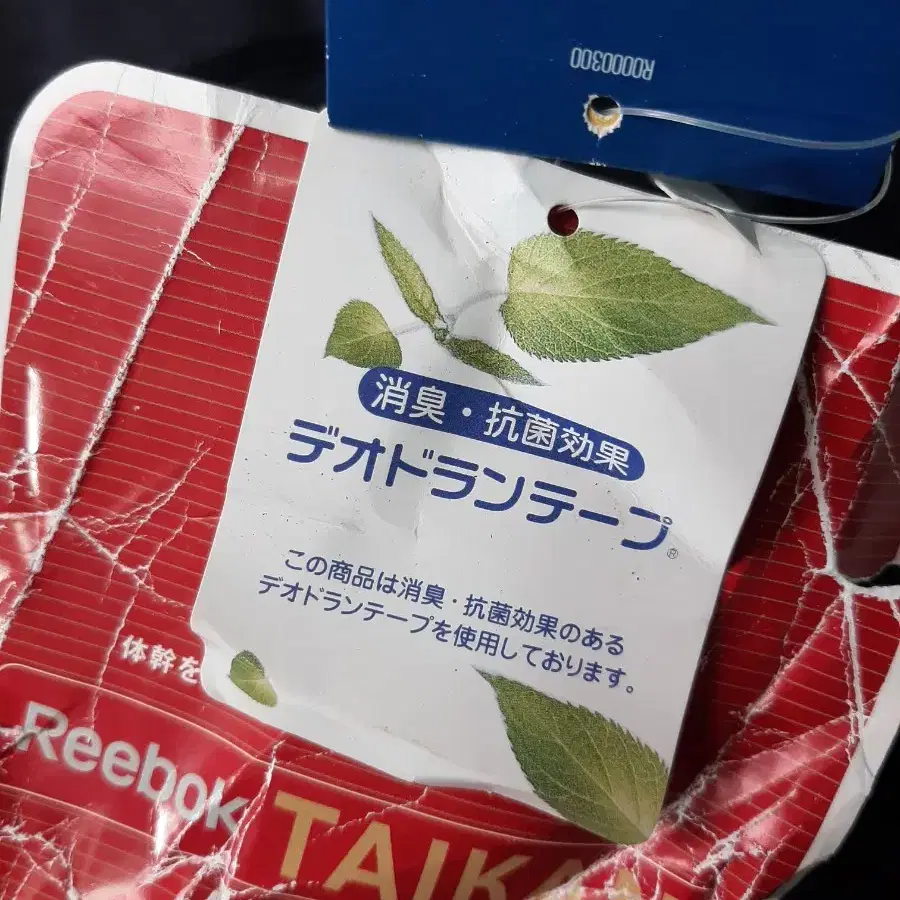 R0000300
消臭・抗菌効果
デオドランテープ®
この商品は消臭・抗菌効果のある
デオドランテープを使用しております。
体幹を
Reebok